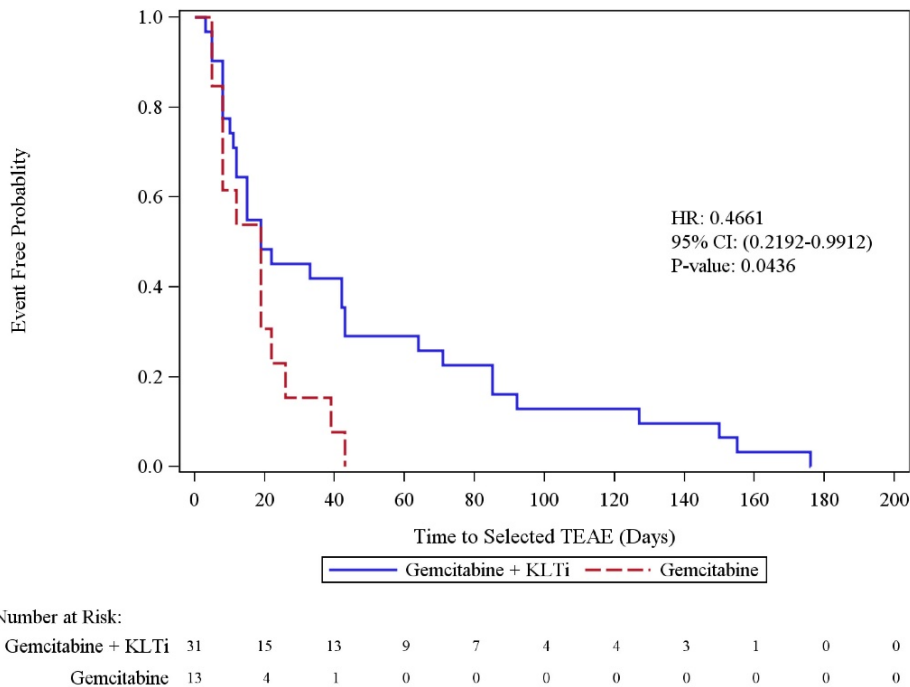 1.0
0.8
0.6
0.4
0.2
0.0
Event Free Probablity
HR: 0.4661
95% CI: (0.2192-0.9912)
P-value: 0.0436
0 20 40 60 80 100 120 140 160 180 200
Time to Selected TEAE (Days)
Gemcitabine + KLTi Gemcitabine
Number at Risk:
Gemcitabine + KLTi 31 15 13 9 7 4 4 3 1 0 0
Gemcitabine 13 4 1 0 0 0 0 0 0 0 0